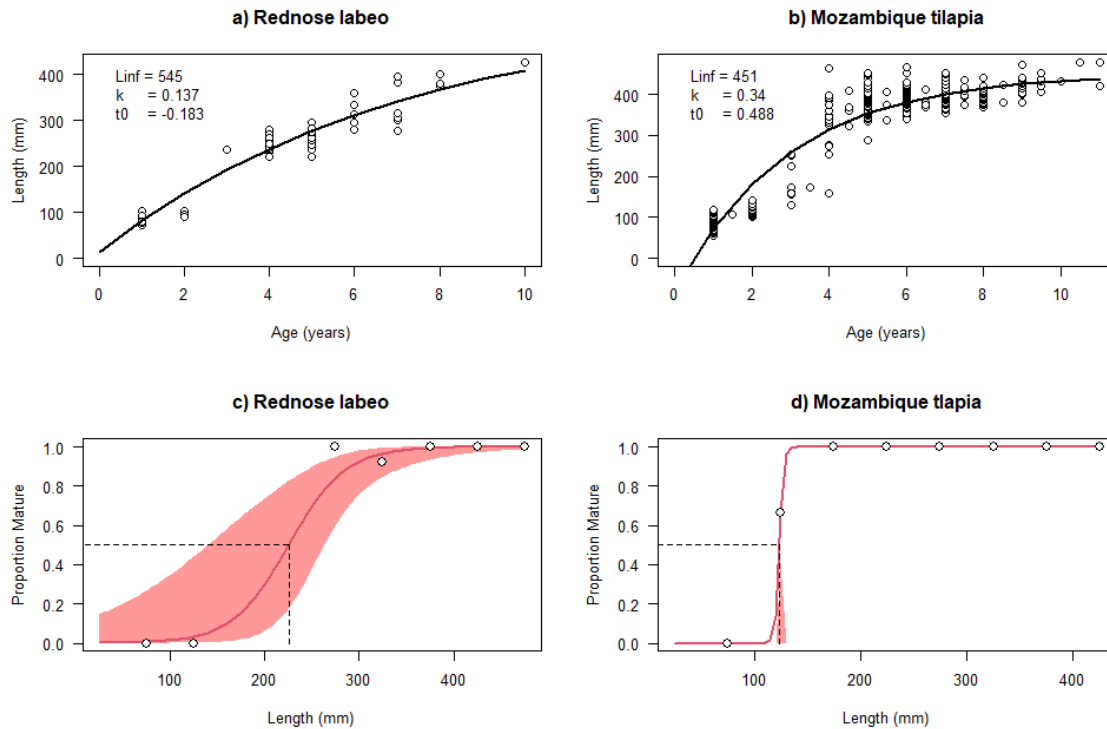 a) Rednose labeo
Linf = 545
k = 0.137
t0 = -0.183
Length (mm)
400
300
200
100
0
0 2 4 6 8 10
Age (years)
b) Mozambique tilapia
Linf = 451
k = 0.34
t0 = 0.488
Length (mm)
400
300
200
100
0
0 2 4 6 8 10
Age (years)
c) Rednose labeo
Proportion Mature
1.0
0.8
0.6
0.4
0.2
0.0
100 200 300 400
Length (mm)
d) Mozambique tlapia
Proportion Mature
1.0
0.8
0.6
0.4
0.2
0.0
100 200 300 400
Length (mm)